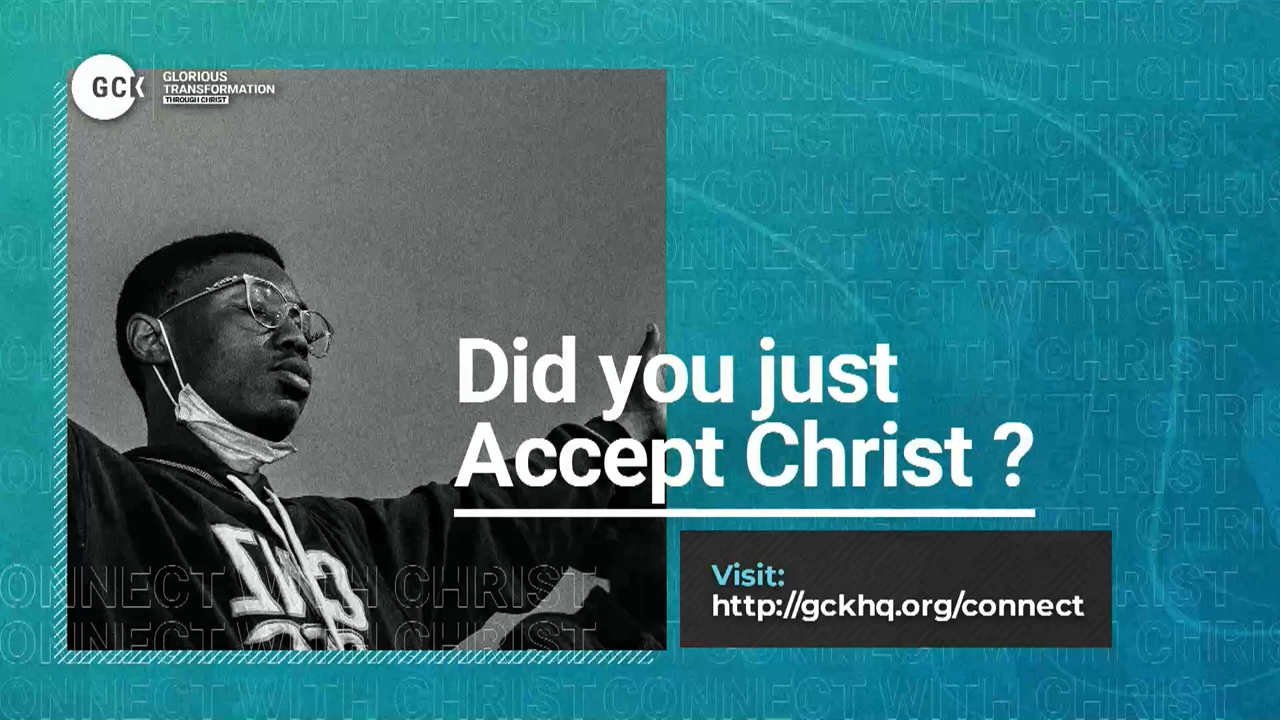 GCK
GLORIOUS
TRANSFORMATION
THROUGH CHRIST
Did you just
Accept Christ ?
Visit:
http://gckhq.org/connect
CONNECT WITH CHRIST